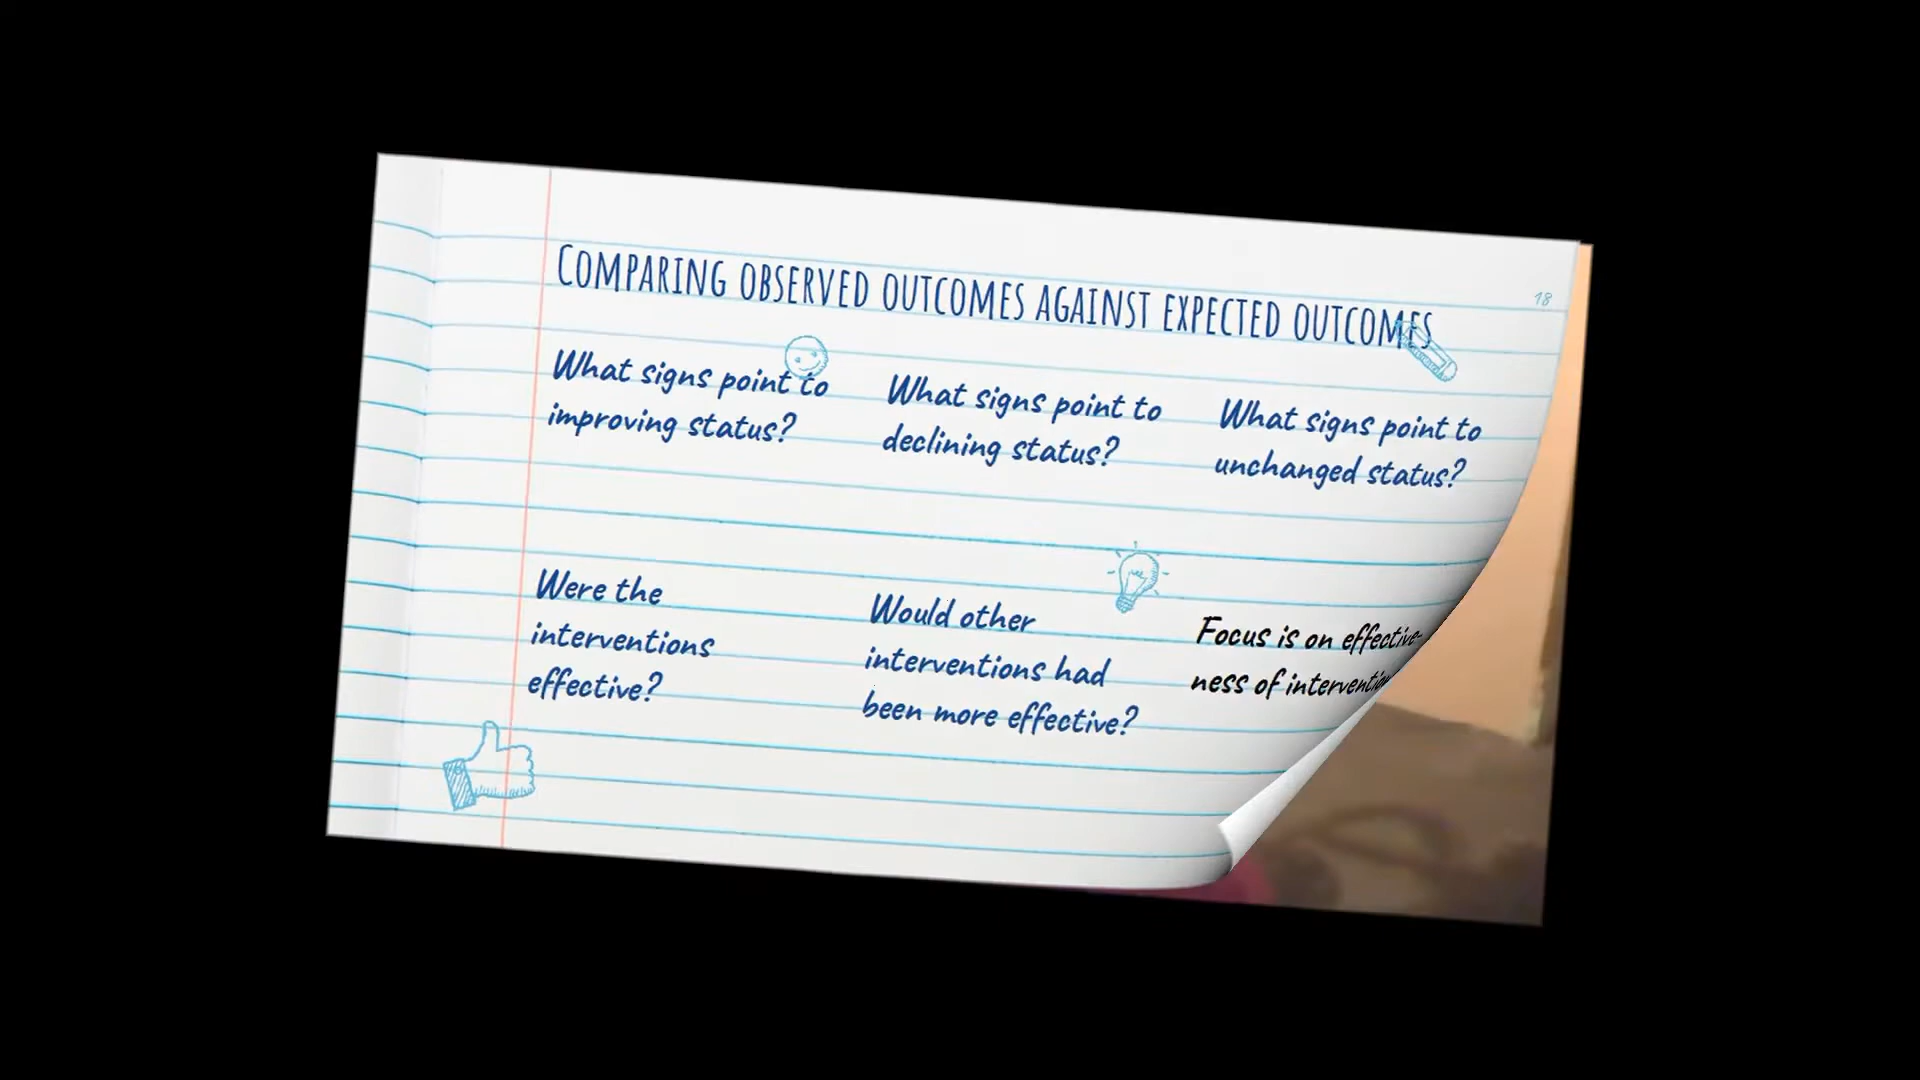 Comparing observed outcomes against expected outcomes
18
What signs point to
improving status?
What signs point to
declining status?
What signs point to
unchanged status?
Were the
interventions
effective?
Would other
interventions had
been more effective?
Focus is on effective-
ness of intervention